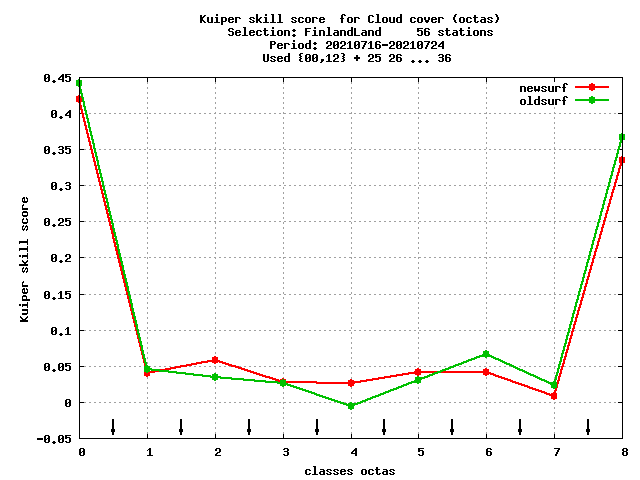 Kuiper skill score  for Cloud cover (octas)
Selection: FinlandLand     56 stations
Period: 20210716-20210724
Used {00,12} + 25 26 ... 36
newsurf
oldsurf
0.45
0.4
0.35
0.3
0.25
0.2
0.15
0.1
0.05
0
-0.05
Kuiper skill score
0 1 2 3 4 5 6 7 8
classes octas